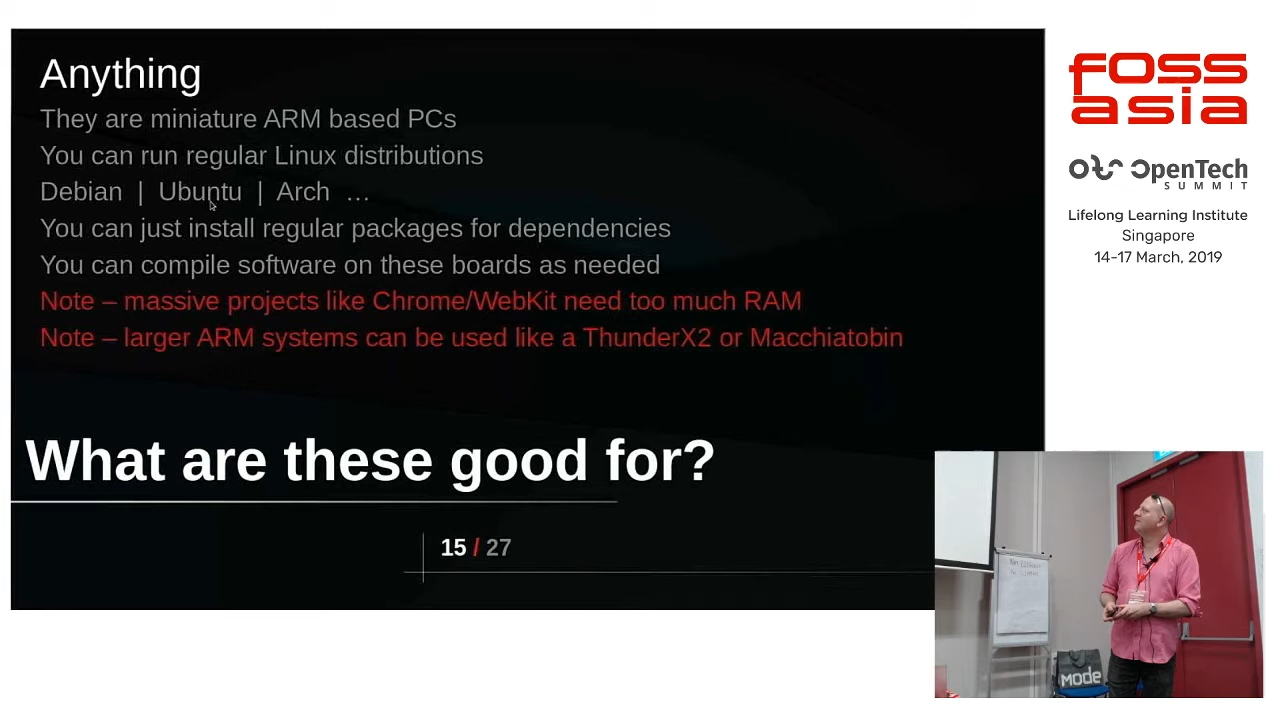 Anything
They are miniature ARM based PCs
You can run regular Linux distributions
Debian | Ubuntu | Arch ...
You can just install regular packages for dependencies
You can compile software on these boards as needed
Note – massive projects like Chrome/WebKit need too much RAM
Note – larger ARM systems can be used like a ThunderX2 or Macchiatobin
What are these good for?
15 / 27
foss
asia
OpenTech
SUMMIT
Lifelong Learning Institute
Singapore
14-17 March, 2019
MODE